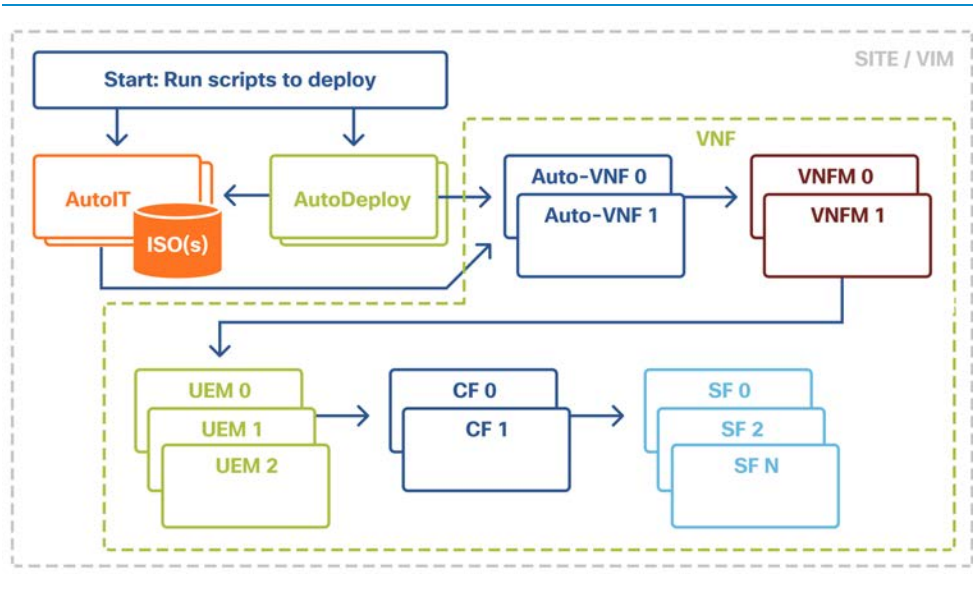 SITE / VIM
Start: Run scripts to deploy
VNF
AutoIT
ISO(s)
AutoDeploy
Auto-VNF 0
Auto-VNF 1
VNFM 0
VNFM 1
UEM 0
UEM 1
UEM 2
CF 0
CF 1
SF 0
SF 2
SF N